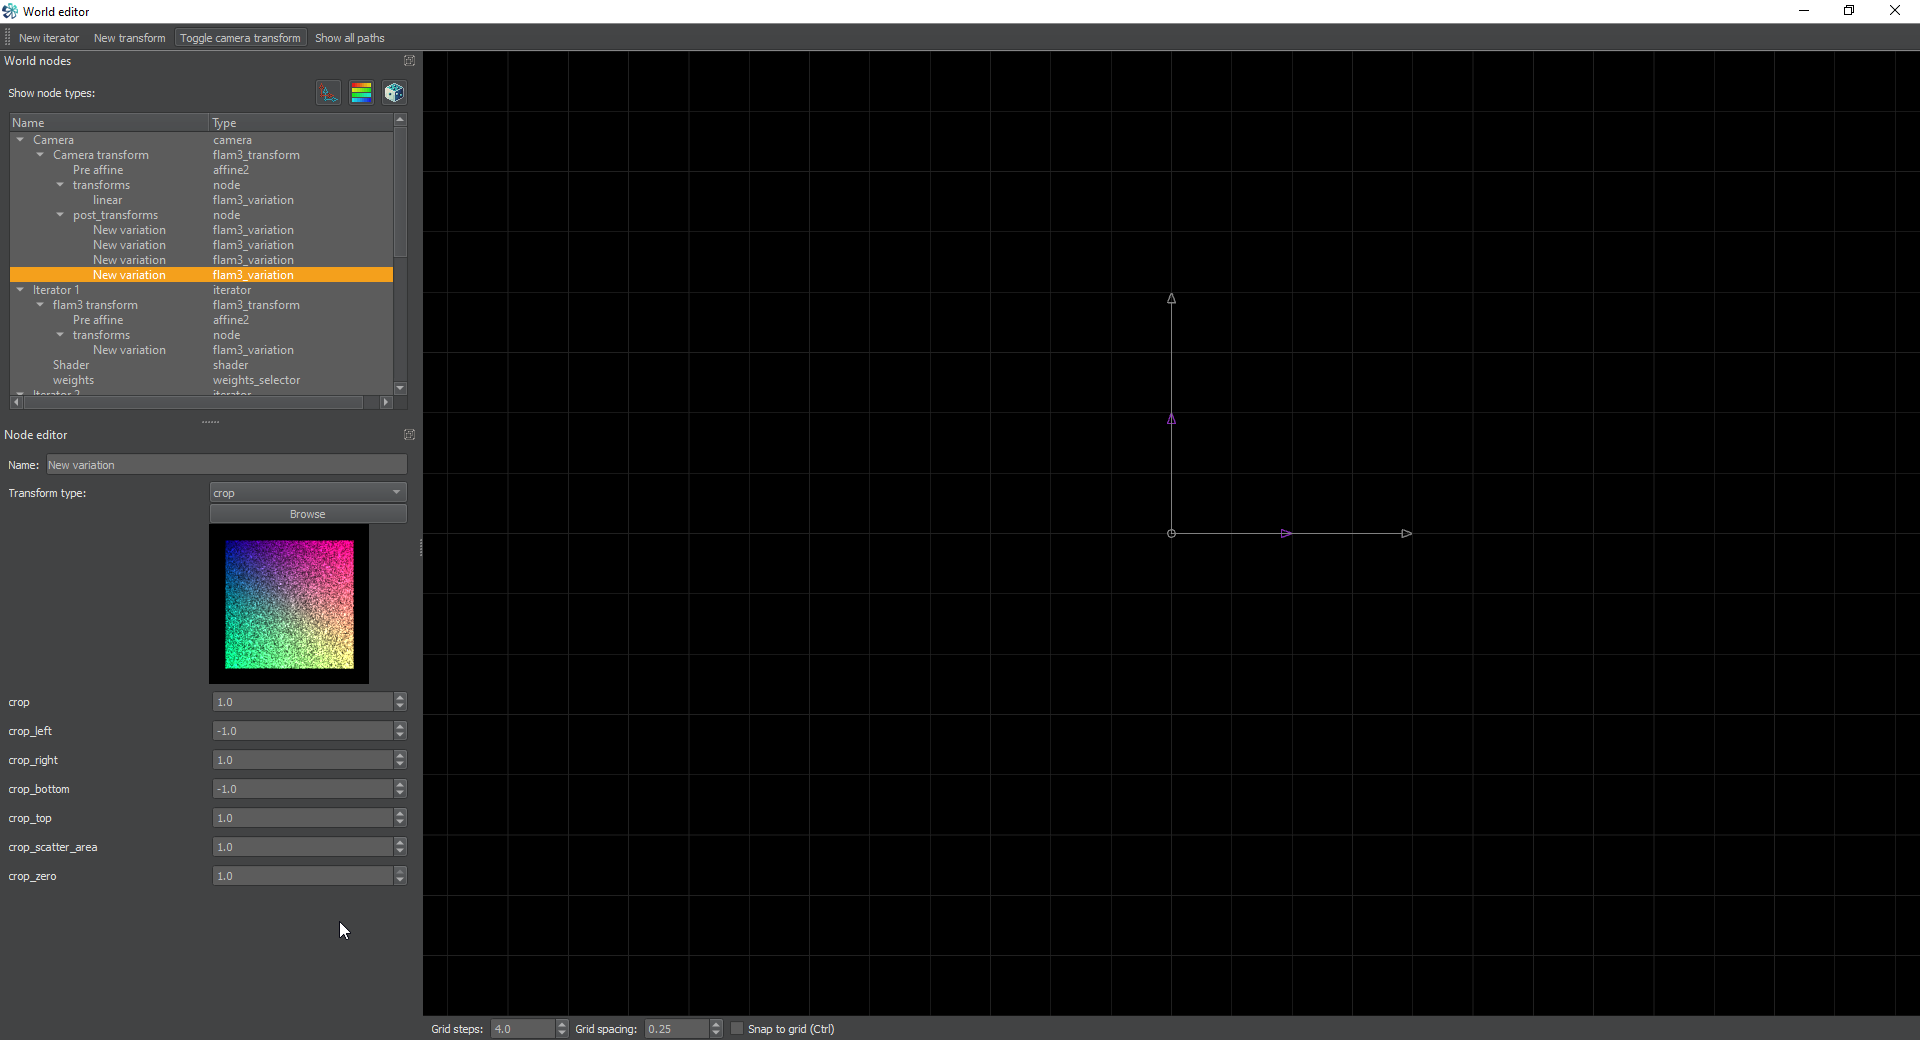 World editor
New iterator New transform Toggle camera transform Show all paths
World nodes
Show node types:
Name Type
Camera camera
Camera transform flam3_transform
Pre affine affine2
transforms node
linear flam3_variation
post_transforms node
New variation flam3_variation
New variation flam3_variation
New variation flam3_variation
New variation flam3_variation
Iterator 1 iterator
flam3 transform flam3_transform
Pre affine affine2
transforms node
New variation flam3_variation
Shader shader
weights weights_selector
Iterator 2 iterator
Node editor
Name: New variation
Transform type: crop
Browse
crop 1.0
crop_left -1.0
crop_right 1.0
crop_bottom -1.0
crop_top 1.0
crop_scatter_area 1.0
crop_zero 1.0
Grid steps: 4.0 Grid spacing: 0.25 Snap to grid (Ctrl)